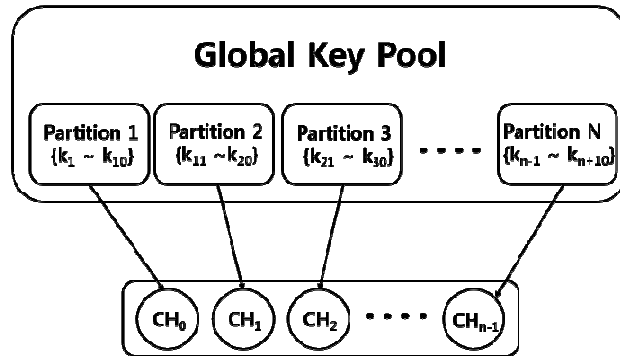 Global Key Pool
Partition 1 Partition 2 Partition 3 Partition N
{k₁ ~ k₁₀} {k₁₁ ~k₂₀} {k₂₁ ~ k₃₀} {kₙ₋₁ ~ kₙ₊₁₀}
CH₀ CH₁ CH₂ CHₙ₋₁